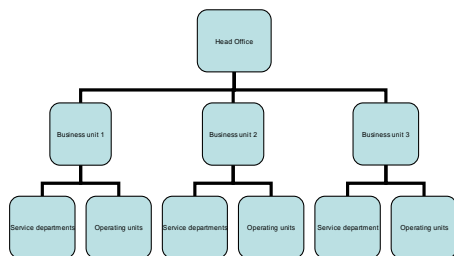 Head Office
Business unit 1
Business unit 2
Business unit 3
Service departments
Operating units
Service departments
Operating units
Service department
Operating units